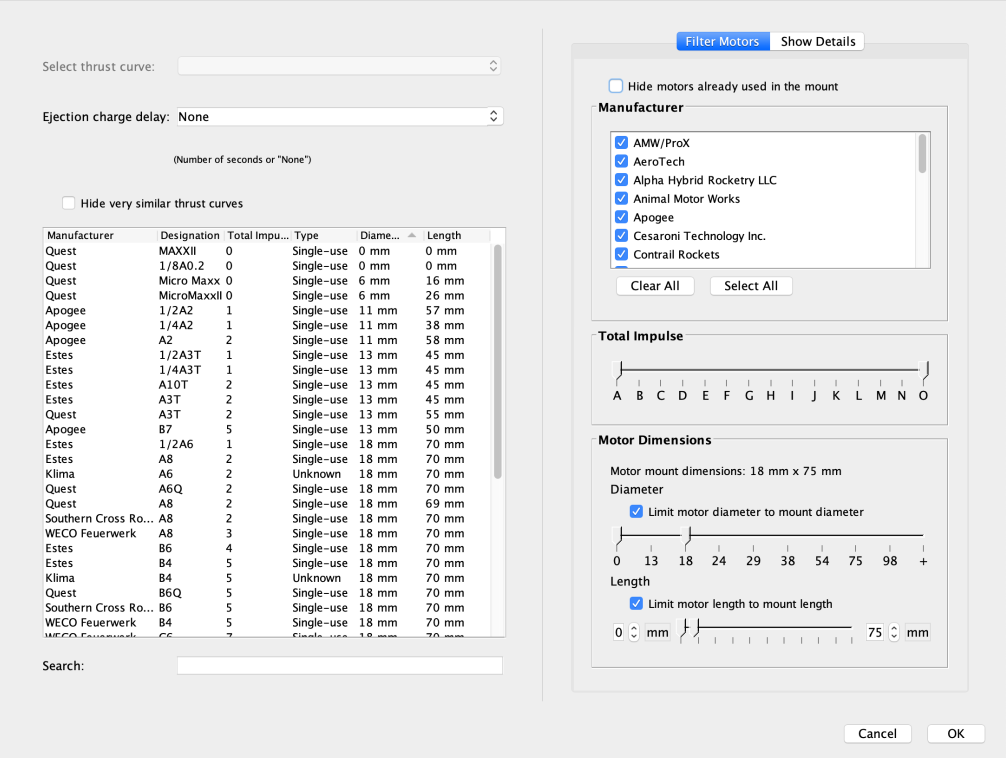 Select thrust curve:
Ejection charge delay: None
(Number of seconds or "None")
Hide very similar thrust curves
Manufacturer Designation Total Impu... Type Diame... Length
Quest MAXXII 0 Single-use 0 mm 0 mm
Quest 1/8A0.2 0 Single-use 0 mm 0 mm
Quest Micro Maxx 0 Single-use 6 mm 16 mm
Quest MicroMaxxII 0 Single-use 6 mm 26 mm
Apogee 1/2A2 1 Single-use 11 mm 57 mm
Apogee 1/4A2 1 Single-use 11 mm 38 mm
Apogee A2 2 Single-use 11 mm 58 mm
Estes 1/2A3T 1 Single-use 13 mm 45 mm
Estes 1/4A3T 1 Single-use 13 mm 45 mm
Estes A10T 2 Single-use 13 mm 45 mm
Estes A3T 2 Single-use 13 mm 45 mm
Quest A3T 2 Single-use 13 mm 55 mm
Apogee B7 5 Single-use 13 mm 50 mm
Estes 1/2A6 1 Single-use 18 mm 70 mm
Estes A8 2 Single-use 18 mm 70 mm
Klima A6 2 Unknown 18 mm 70 mm
Quest A6Q 2 Single-use 18 mm 70 mm
Quest A8 2 Single-use 18 mm 69 mm
Southern Cross Ro... A8 2 Single-use 18 mm 70 mm
WECO Feuerwerk A8 3 Single-use 18 mm 70 mm
Estes B6 4 Single-use 18 mm 70 mm
Estes B4 5 Single-use 18 mm 70 mm
Klima B4 5 Unknown 18 mm 70 mm
Quest B6Q 5 Single-use 18 mm 70 mm
Southern Cross Ro... B6 5 Single-use 18 mm 70 mm
WECO Feuerwerk B4 5 Single-use 18 mm 70 mm
WECO Feuerwerk C6 7 Single-use 18 mm 70 mm
Search:
Filter Motors Show Details
Hide motors already used in the mount
Manufacturer
AMW/ProX
AeroTech
Alpha Hybrid Rocketry LLC
Animal Motor Works
Apogee
Cesaroni Technology Inc.
Contrail Rockets
Clear All Select All
Total Impulse
A B C D E F G H I J K L M N O
Motor Dimensions
Motor mount dimensions: 18 mm x 75 mm
Diameter
Limit motor diameter to mount diameter
0 13 18 24 29 38 54 75 98 +
Length
Limit motor length to mount length
0 mm 75 mm
Cancel OK